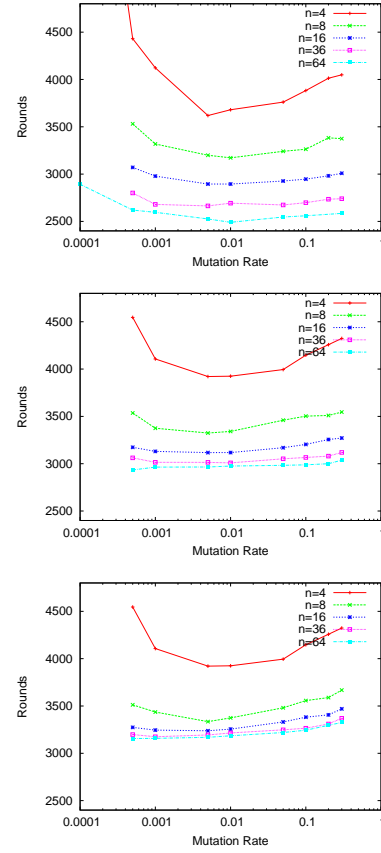 n=4
n=8
n=16
n=36
n=64
4500
4000
3500
3000
2500
Rounds
0.0001 0.001 0.01 0.1 1
Mutation Rate
n=4
n=8
n=16
n=36
n=64
4500
4000
3500
3000
2500
Rounds
0.0001 0.001 0.01 0.1 1
Mutation Rate
n=4
n=8
n=16
n=36
n=64
4500
4000
3500
3000
2500
Rounds
0.0001 0.001 0.01 0.1 1
Mutation Rate